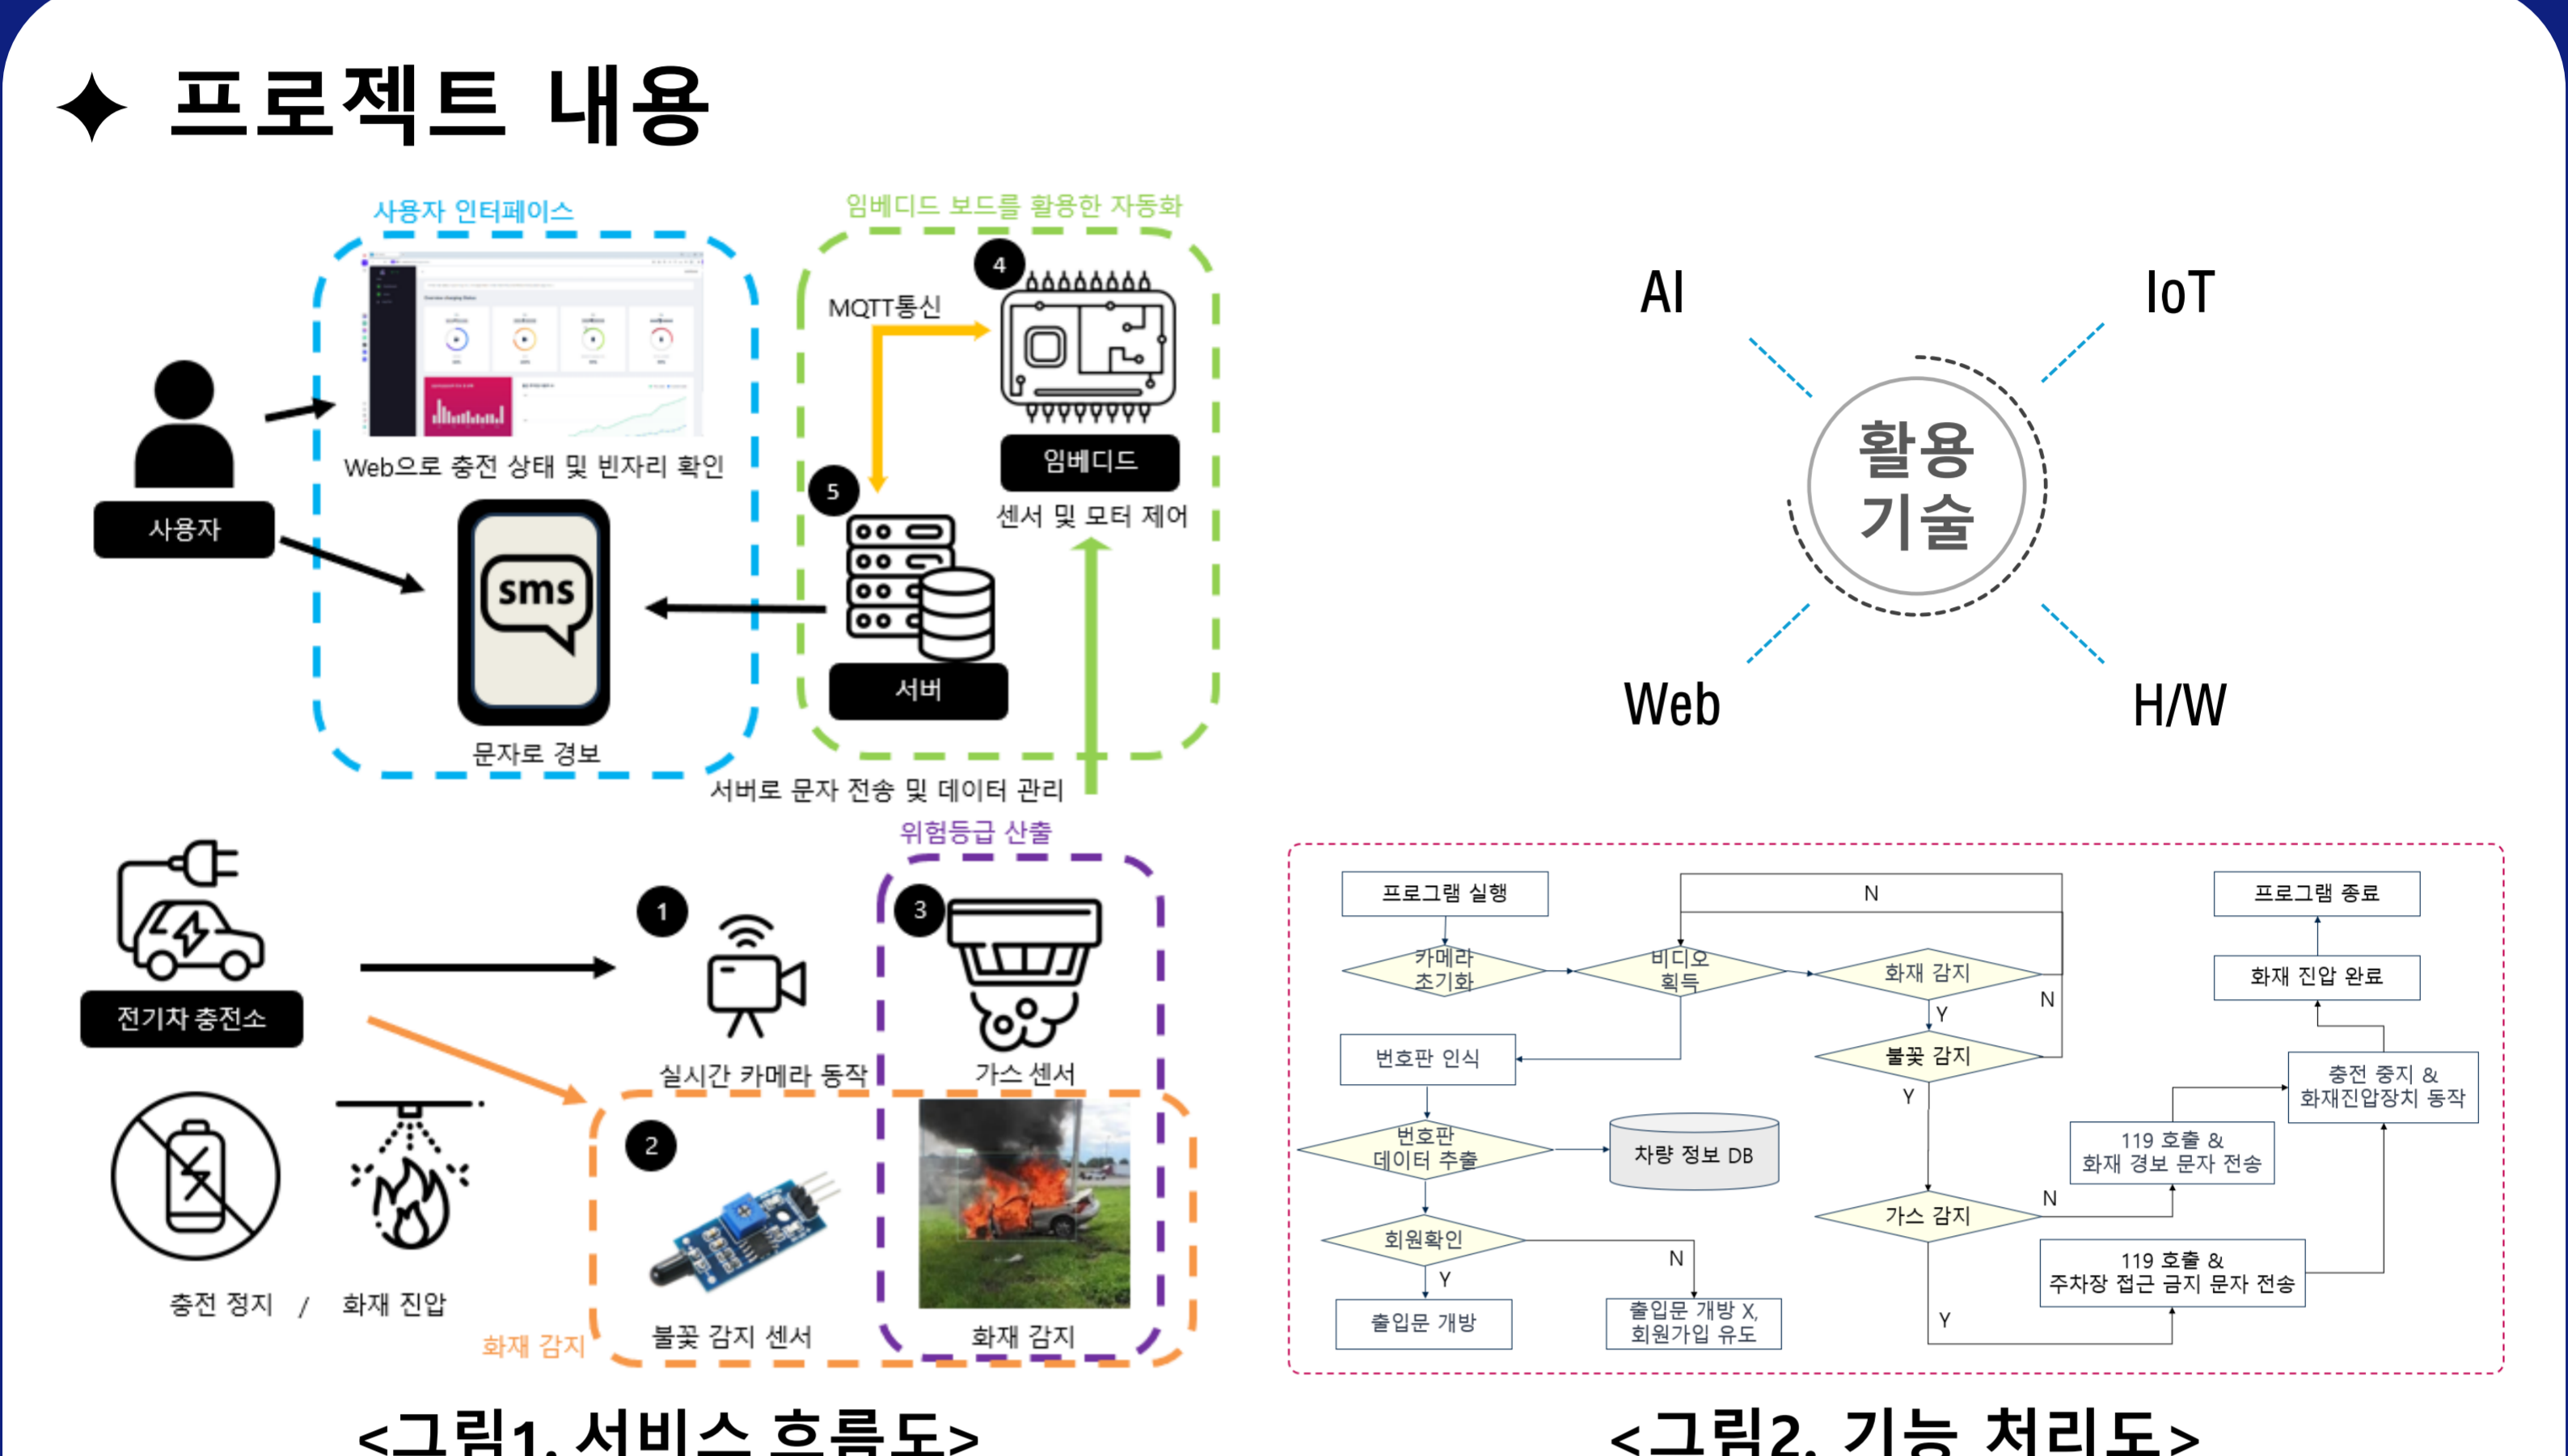 프로젝트 내용
사용자 인터페이스
임베디드 보드를 활용한 자동화
4
MQTT통신
Web으로 충전 상태 및 빈자리 확인
임베디드
센서 및 모터 제어
5
사용자
sms
서버
문자로 경보
서버로 문자 전송 및 데이터 관리
위험등급 산출
1
3
전기차 충전소
실시간 카메라 동작
가스 센서
2
충전 정지 / 화재 진압
화재 감지
불꽃 감지 센서
화재 감지
<그림1. 서비스 흐름도>
AI
IoT
활용
기술
Web
H/W
프로그램 실행
N
프로그램 종료
카메라
초기화
비디오
획득
화재 감지
화재 진압 완료
N
Y
번호판 인식
불꽃 감지
충전 중지 &
화재진압장치 동작
Y
번호판
데이터 추출
차량 정보 DB
119 호출 &
화재 경보 문자 전송
N
가스 감지
회원확인
N
Y
119 호출 &
주차장 접근 금지 문자 전송
Y
출입문 개방
출입문 개방 X,
회원가입 유도
<그림2. 기능 처리도>